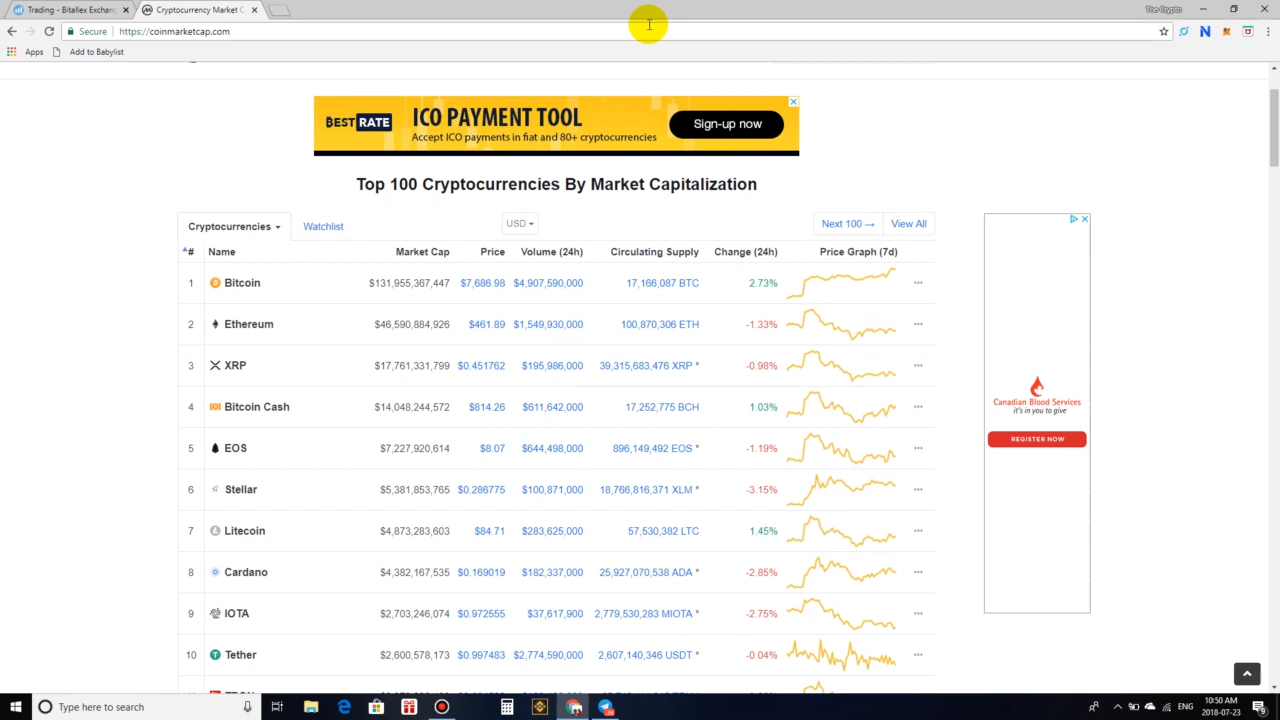 Trading - Bitallex Exchang
Cryptocurrency Market C
The Crypto
Secure
https://coinmarketcap.com
Apps
Add to Babylist
BESTRATE
ICO PAYMENT TOOL
Accept ICO payments in fiat and 80+ cryptocurrencies
Sign-up now
Top 100 Cryptocurrencies By Market Capitalization
Cryptocurrencies
Watchlist
USD
Next 100 →
View All
# Name Market Cap Price Volume (24h) Circulating Supply Change (24h) Price Graph (7d)
1 Bitcoin $131,955,367,447 $7,686.98 $4,907,590,000 17,166,087 BTC 2.73%
2 Ethereum $46,590,884,926 $461.89 $1,549,930,000 100,870,306 ETH -1.33%
3 XRP $17,761,331,799 $0.451762 $195,986,000 39,315,683,476 XRP * -0.98%
4 Bitcoin Cash $14,048,244,572 $814.26 $611,642,000 17,252,775 BCH 1.03%
5 EOS $7,227,920,614 $8.07 $644,498,000 896,149,492 EOS * -1.19%
6 Stellar $5,381,853,765 $0.286775 $100,871,000 18,766,816,371 XLM * -3.15%
7 Litecoin $4,873,283,603 $84.71 $283,625,000 57,530,382 LTC 1.45%
8 Cardano $4,382,167,535 $0.169019 $182,337,000 25,927,070,538 ADA * -2.85%
9 IOTA $2,703,246,074 $0.972555 $37,617,900 2,779,530,283 MIOTA * -2.75%
10 Tether $2,600,578,173 $0.997483 $2,774,590,000 2,607,140,346 USDT * -0.04%
Canadian Blood Services
it's in you to give
REGISTER NOW
Type here to search
ENG
10:50 AM
2018-07-23